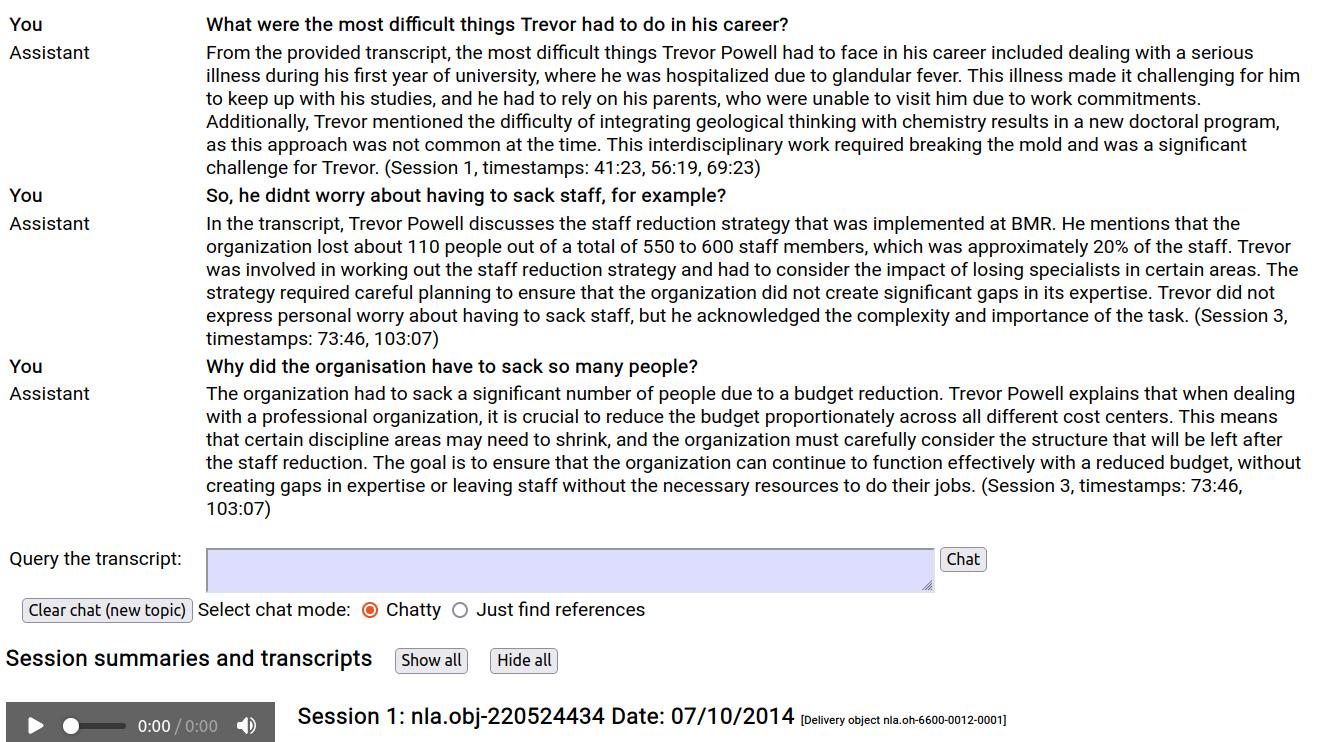 You What were the most difficult things Trevor had to do in his career?
Assistant From the provided transcript, the most difficult things Trevor Powell had to face in his career included dealing with a serious
illness during his first year of university, where he was hospitalized due to glandular fever. This illness made it challenging for him
to keep up with his studies, and he had to rely on his parents, who were unable to visit him due to work commitments.
Additionally, Trevor mentioned the difficulty of integrating geological thinking with chemistry results in a new doctoral program,
as this approach was not common at the time. This interdisciplinary work required breaking the mold and was a significant
challenge for Trevor. (Session 1, timestamps: 41:23, 56:19, 69:23)
You So, he didnt worry about having to sack staff, for example?
Assistant In the transcript, Trevor Powell discusses the staff reduction strategy that was implemented at BMR. He mentions that the
organization lost about 110 people out of a total of 550 to 600 staff members, which was approximately 20% of the staff. Trevor
was involved in working out the staff reduction strategy and had to consider the impact of losing specialists in certain areas. The
strategy required careful planning to ensure that the organization did not create significant gaps in its expertise. Trevor did not
express personal worry about having to sack staff, but he acknowledged the complexity and importance of the task. (Session 3,
timestamps: 73:46, 103:07)
You Why did the organisation have to sack so many people?
Assistant The organization had to sack a significant number of people due to a budget reduction. Trevor Powell explains that when dealing
with a professional organization, it is crucial to reduce the budget proportionately across all different cost centers. This means
that certain discipline areas may need to shrink, and the organization must carefully consider the structure that will be left after
the staff reduction. The goal is to ensure that the organization can continue to function effectively with a reduced budget, without
creating gaps in expertise or leaving staff without the necessary resources to do their jobs. (Session 3, timestamps: 73:46,
103:07)
Query the transcript: Chat
Clear chat (new topic) Select chat mode: Chatty Just find references
Session summaries and transcripts Show all Hide all
0:00 / 0:00 Session 1: nla.obj-220524434 Date: 07/10/2014 [Delivery object nla.oh-6600-0012-0001]